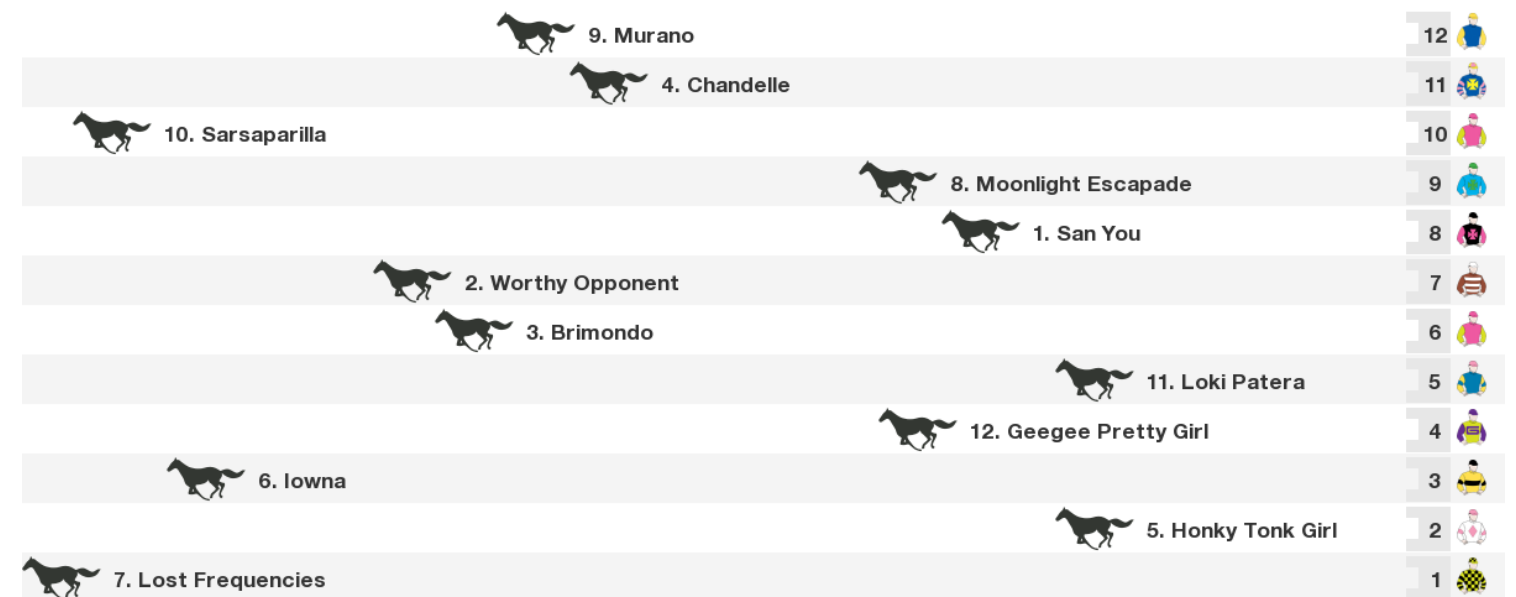 9. Murano 12
4. Chandelle 11
10. Sarsaparilla 10
8. Moonlight Escapade 9
1. San You 8
2. Worthy Opponent 7
3. Brimondo 6
11. Loki Patera 5
12. Geegee Pretty Girl 4
6. Iowna 3
5. Honky Tonk Girl 2
7. Lost Frequencies 1